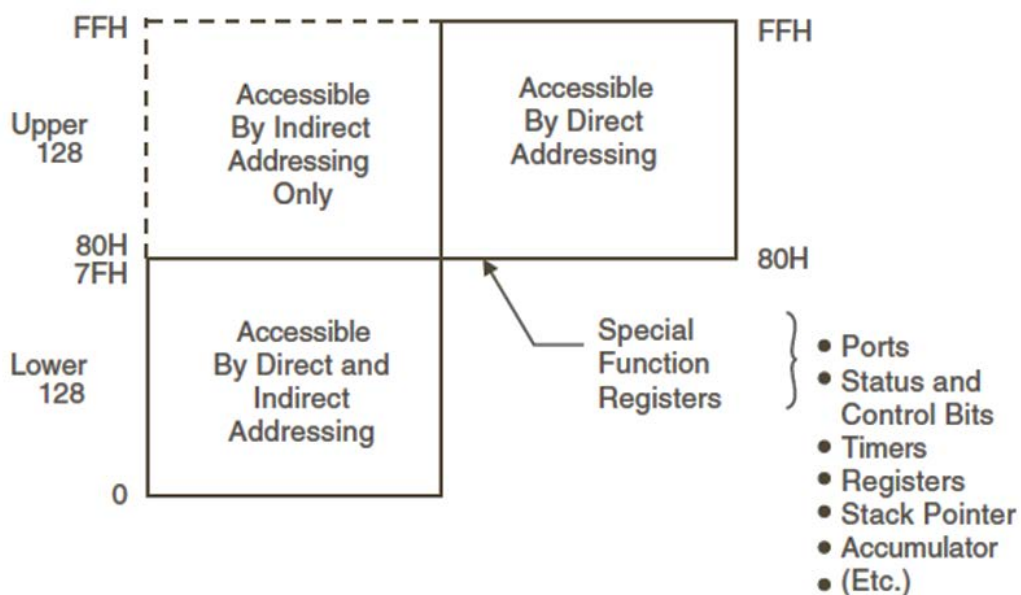 FFH
Upper
128
80H
7FH
Lower
128
0
Accessible
By Indirect
Addressing
Only
Accessible
By Direct
Addressing
FFH
80H
Accessible
By Direct and
Indirect
Addressing
Special
Function
Registers
• Ports
• Status and
Control Bits
• Timers
• Registers
• Stack Pointer
• Accumulator
• (Etc.)